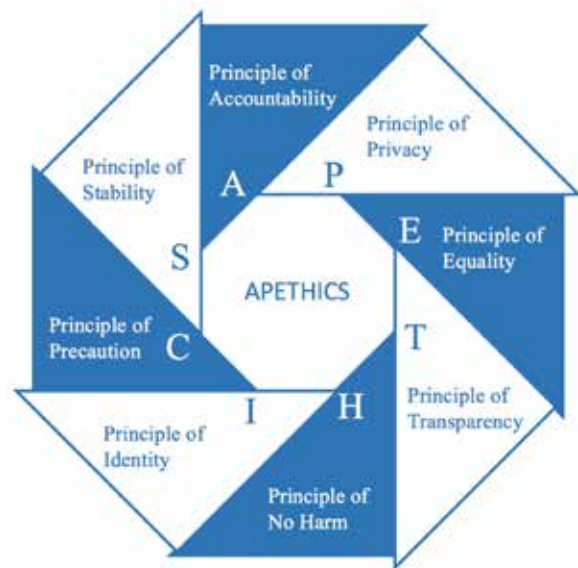 Principle of
Accountability
A
Principle of
Privacy
P
E
Principle of
Equality
T
Principle of
Transparency
H
Principle of
No Harm
I
Principle of
Identity
C
Principle of
Precaution
S
Principle of
Stability
APETHICS